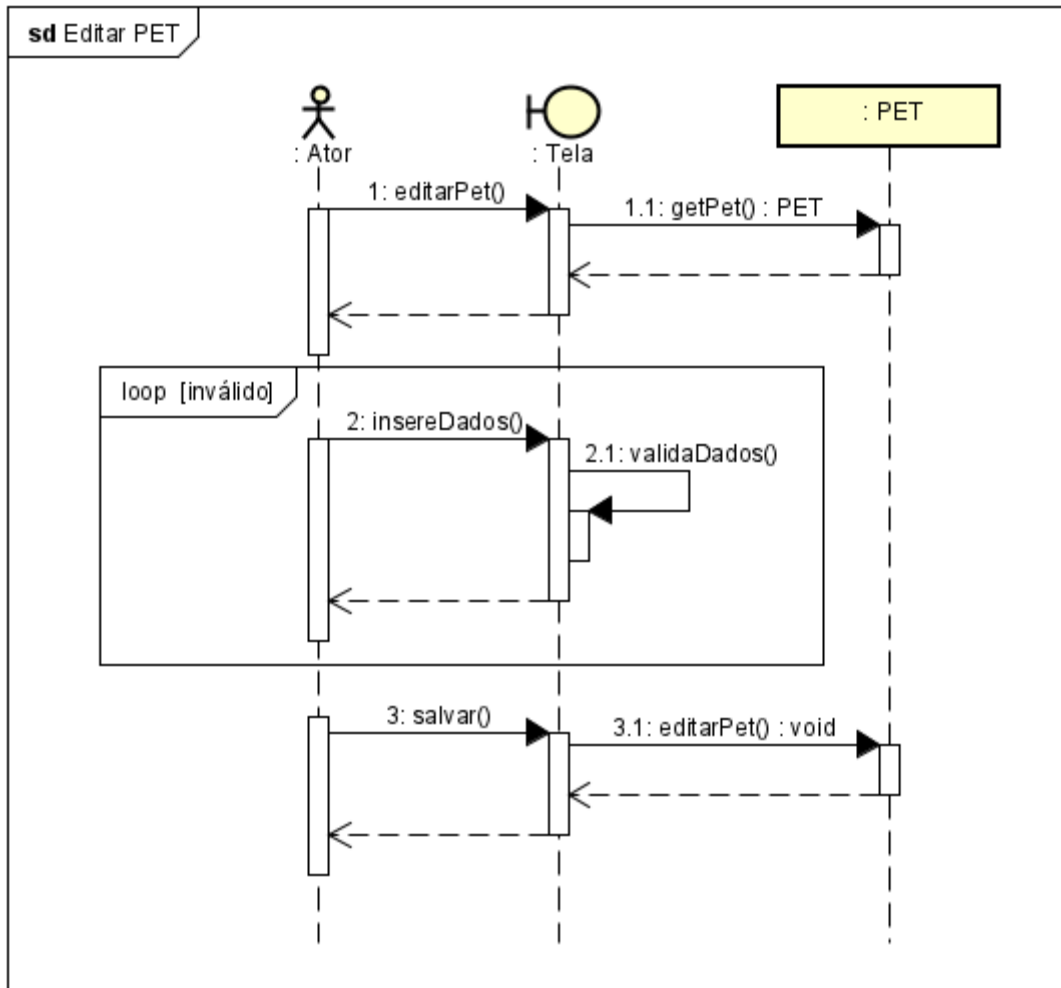 sd Editar PET
: Ator
: Tela
: PET
1: editarPet()
1.1: getPet() : PET
loop [inválido]
2: insereDados()
2.1: validaDados()
3: salvar()
3.1: editarPet() : void